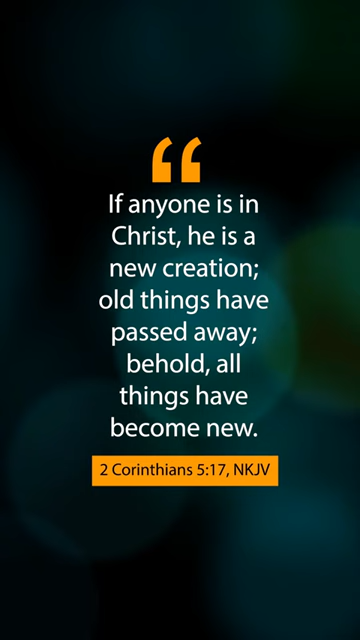 “
If anyone is in
Christ, he is a
new creation;
old things have
passed away;
behold, all
things have
become new.
2 Corinthians 5:17, NKJV